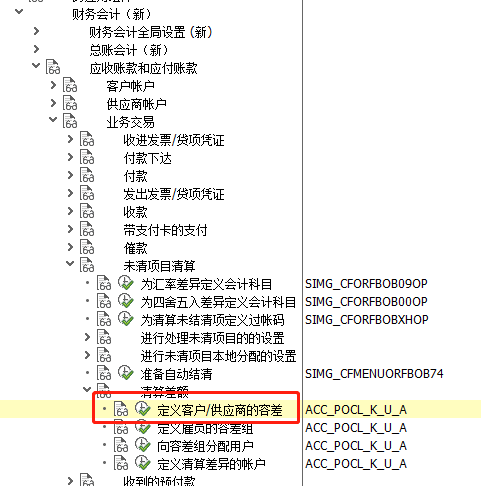 财务会计（新）
财务会计全局设置 (新)
总账会计（新）
应收账款和应付账款
客户帐户
供应商帐户
业务交易
收进发票/贷项凭证
付款下达
付款
发出发票/贷项凭证
收款
带支付卡的支付
催款
未清项目清算
为汇率差异定义会计科目 SIMG_CFORFBOB09OP
为四舍五入差异定义会计科目 SIMG_CFORFBOB00OP
为清算未结清项定义过帐码 SIMG_CFORFBOBXHOP
进行处理未清项目的的设置
进行未清项目本地分配的设置
准备自动结清 SIMG_CFMENUORFBOB74
清算差额
定义客户/供应商的容差 ACC_POCL_K_U_A
定义雇员的容差组 ACC_POCL_K_U_A
向容差组分配用户 ACC_POCL_K_U_A
定义清算差异的帐户 ACC_POCL_K_U_A
收到的预付款